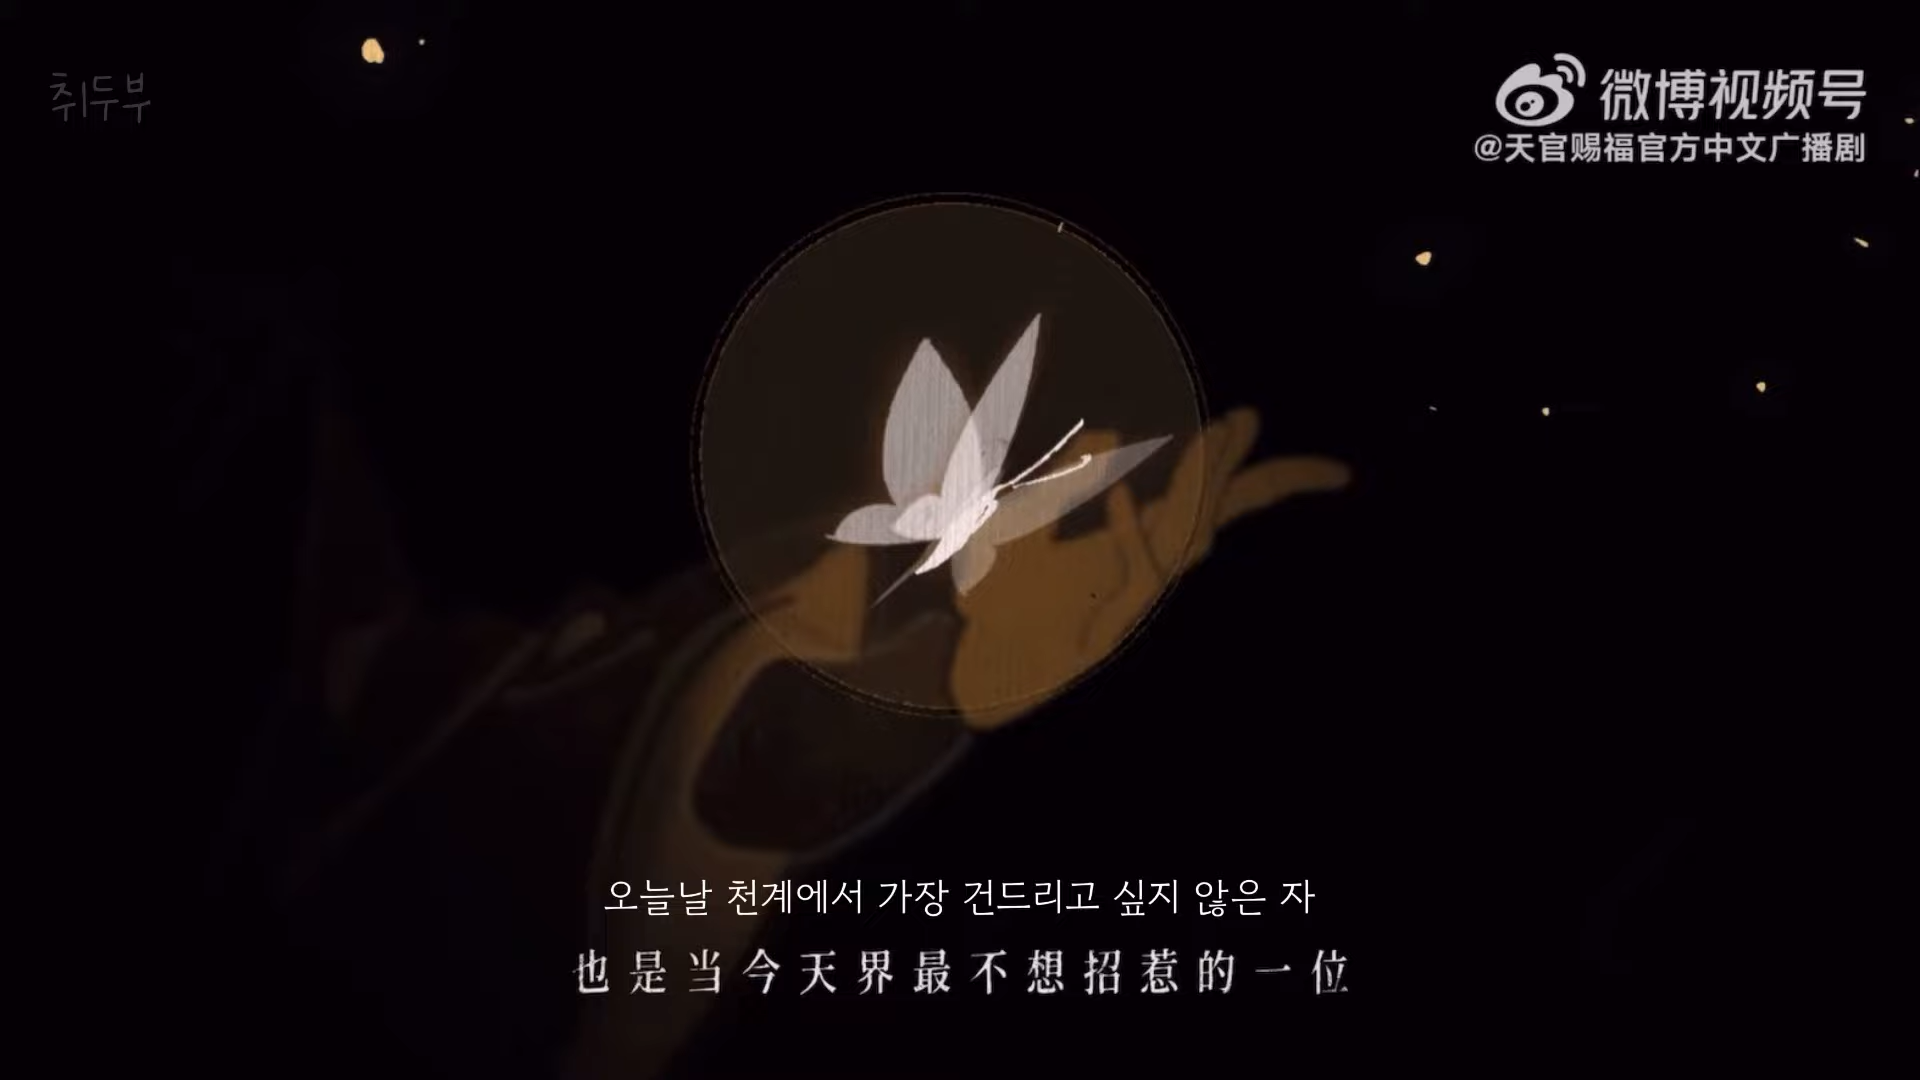 취두부
微博视频号
@天官赐福官方中文广播剧
오늘날 천계에서 가장 건드리고 싶지 않은 자
也是当今天界最不想招惹的一位